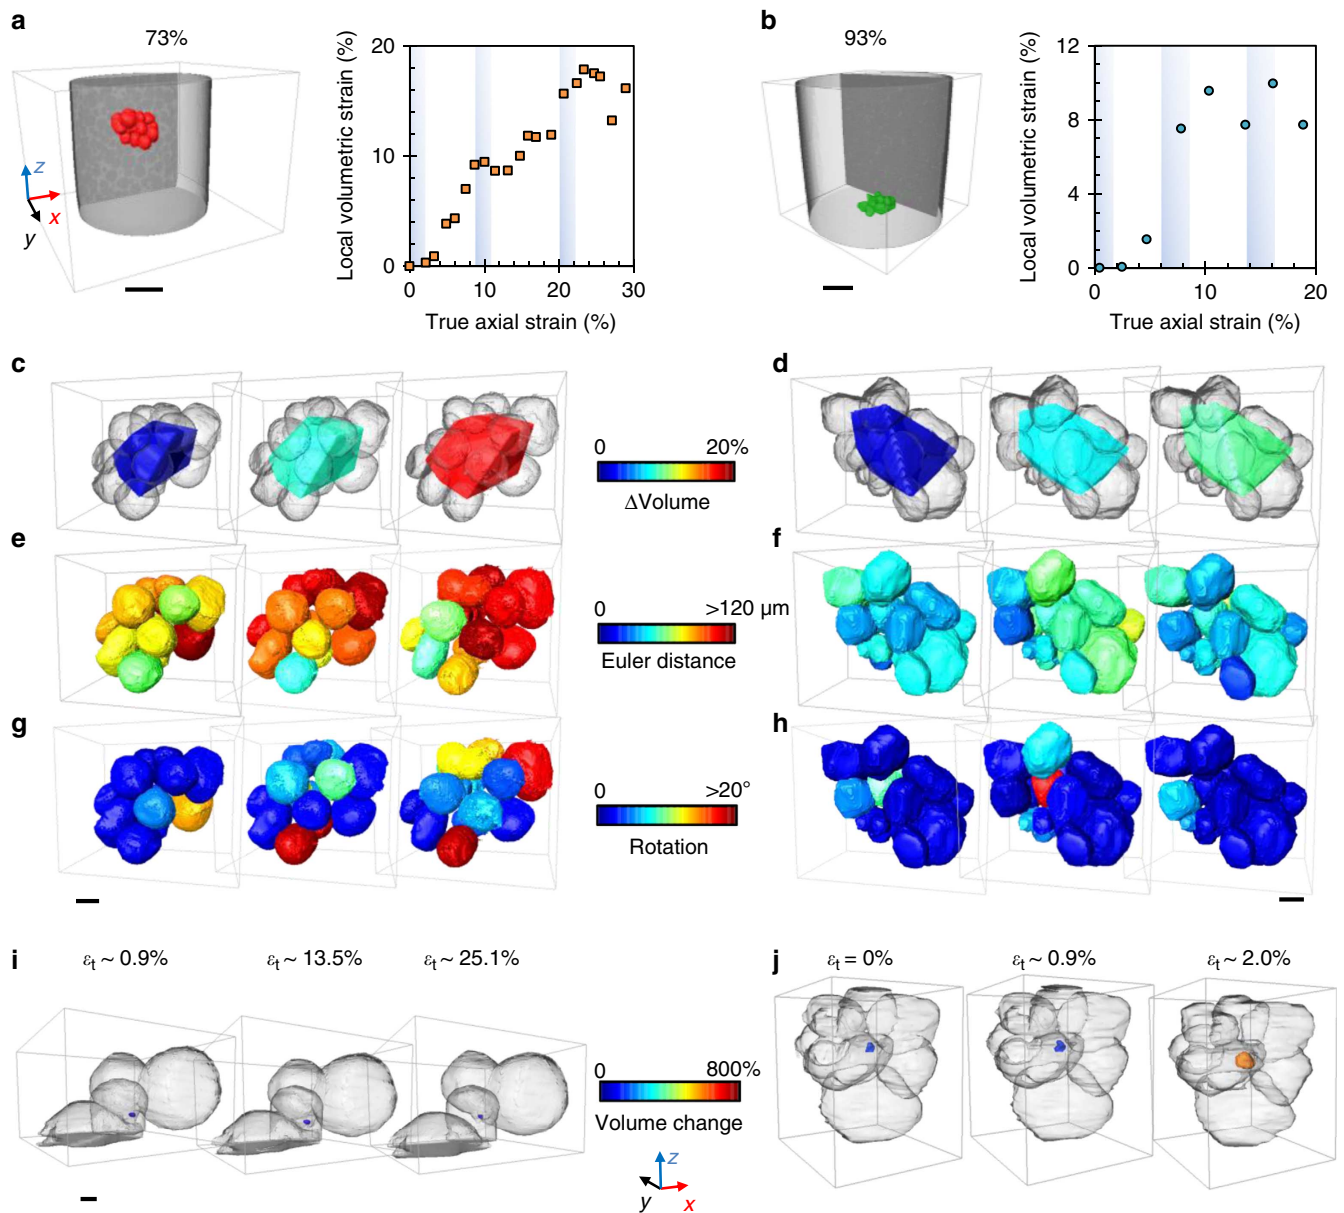 a
73%
z
x
y
Local volumetric strain (%)
20
10
0
0 10 20 30
True axial strain (%)
b
93%
Local volumetric strain (%)
12
8
4
0
0 10 20
True axial strain (%)
c
0 20%
ΔVolume
d
e
0 >120 µm
Euler distance
f
g
0 >20°
Rotation
h
i
εt ~ 0.9% εt ~ 13.5% εt ~ 25.1%
0 800%
Volume change
z
y x
j
εt = 0% εt ~ 0.9% εt ~ 2.0%